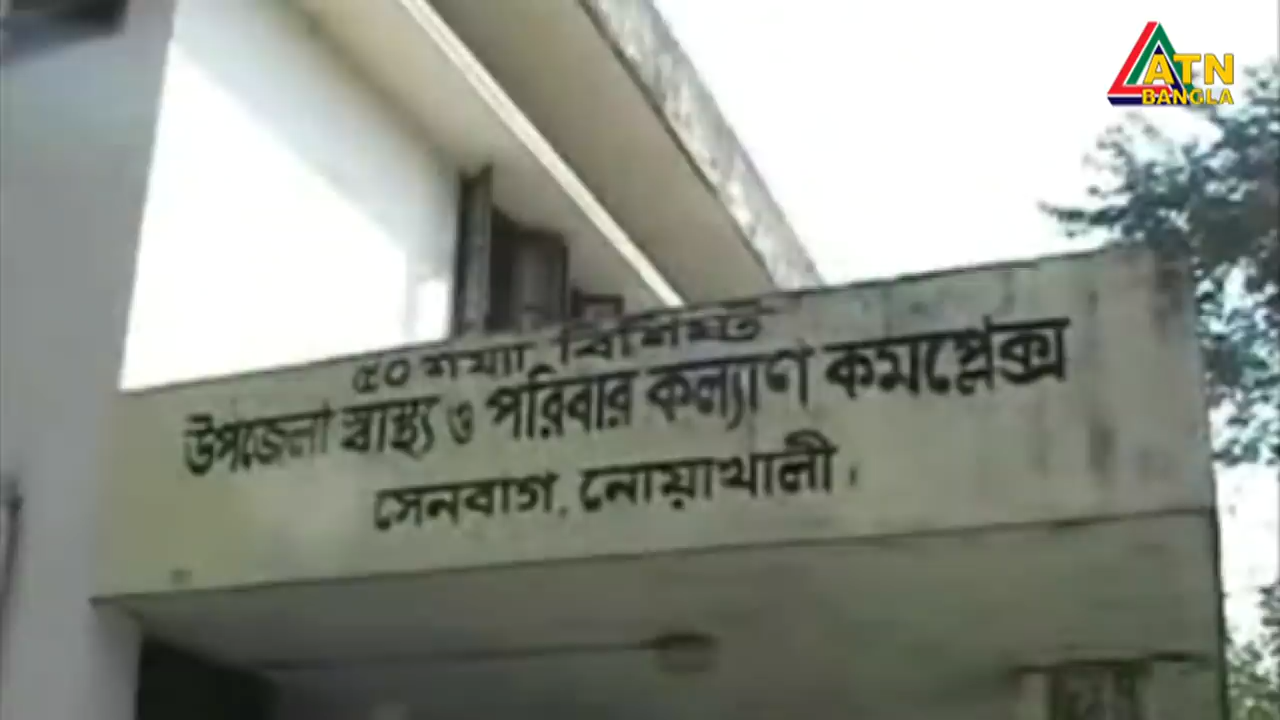 ATN
BANGLA
৫০ শয্যা বিশিষ্ট
উপজেলা স্বাস্থ্য ও পরিবার কল্যাণ কমপ্লেক্স
সেনবাগ, নোয়াখালী।